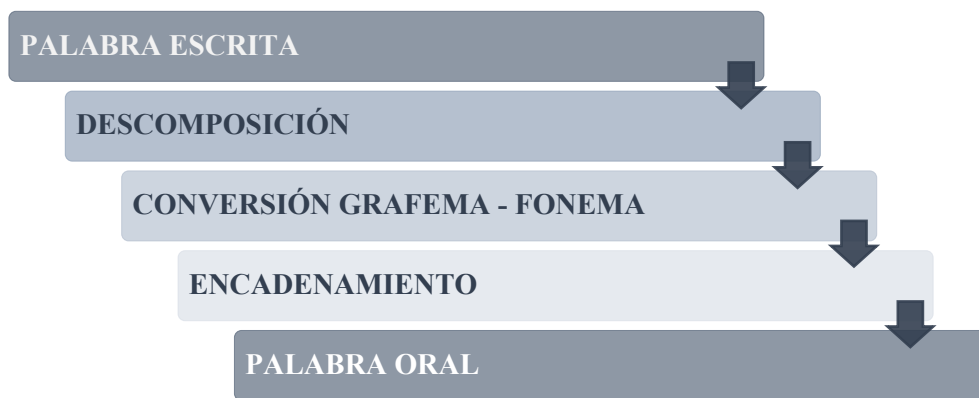 PALABRA ESCRITA
DESCOMPOSICIÓN
CONVERSIÓN GRAFEMA - FONEMA
ENCADENAMIENTO
PALABRA ORAL